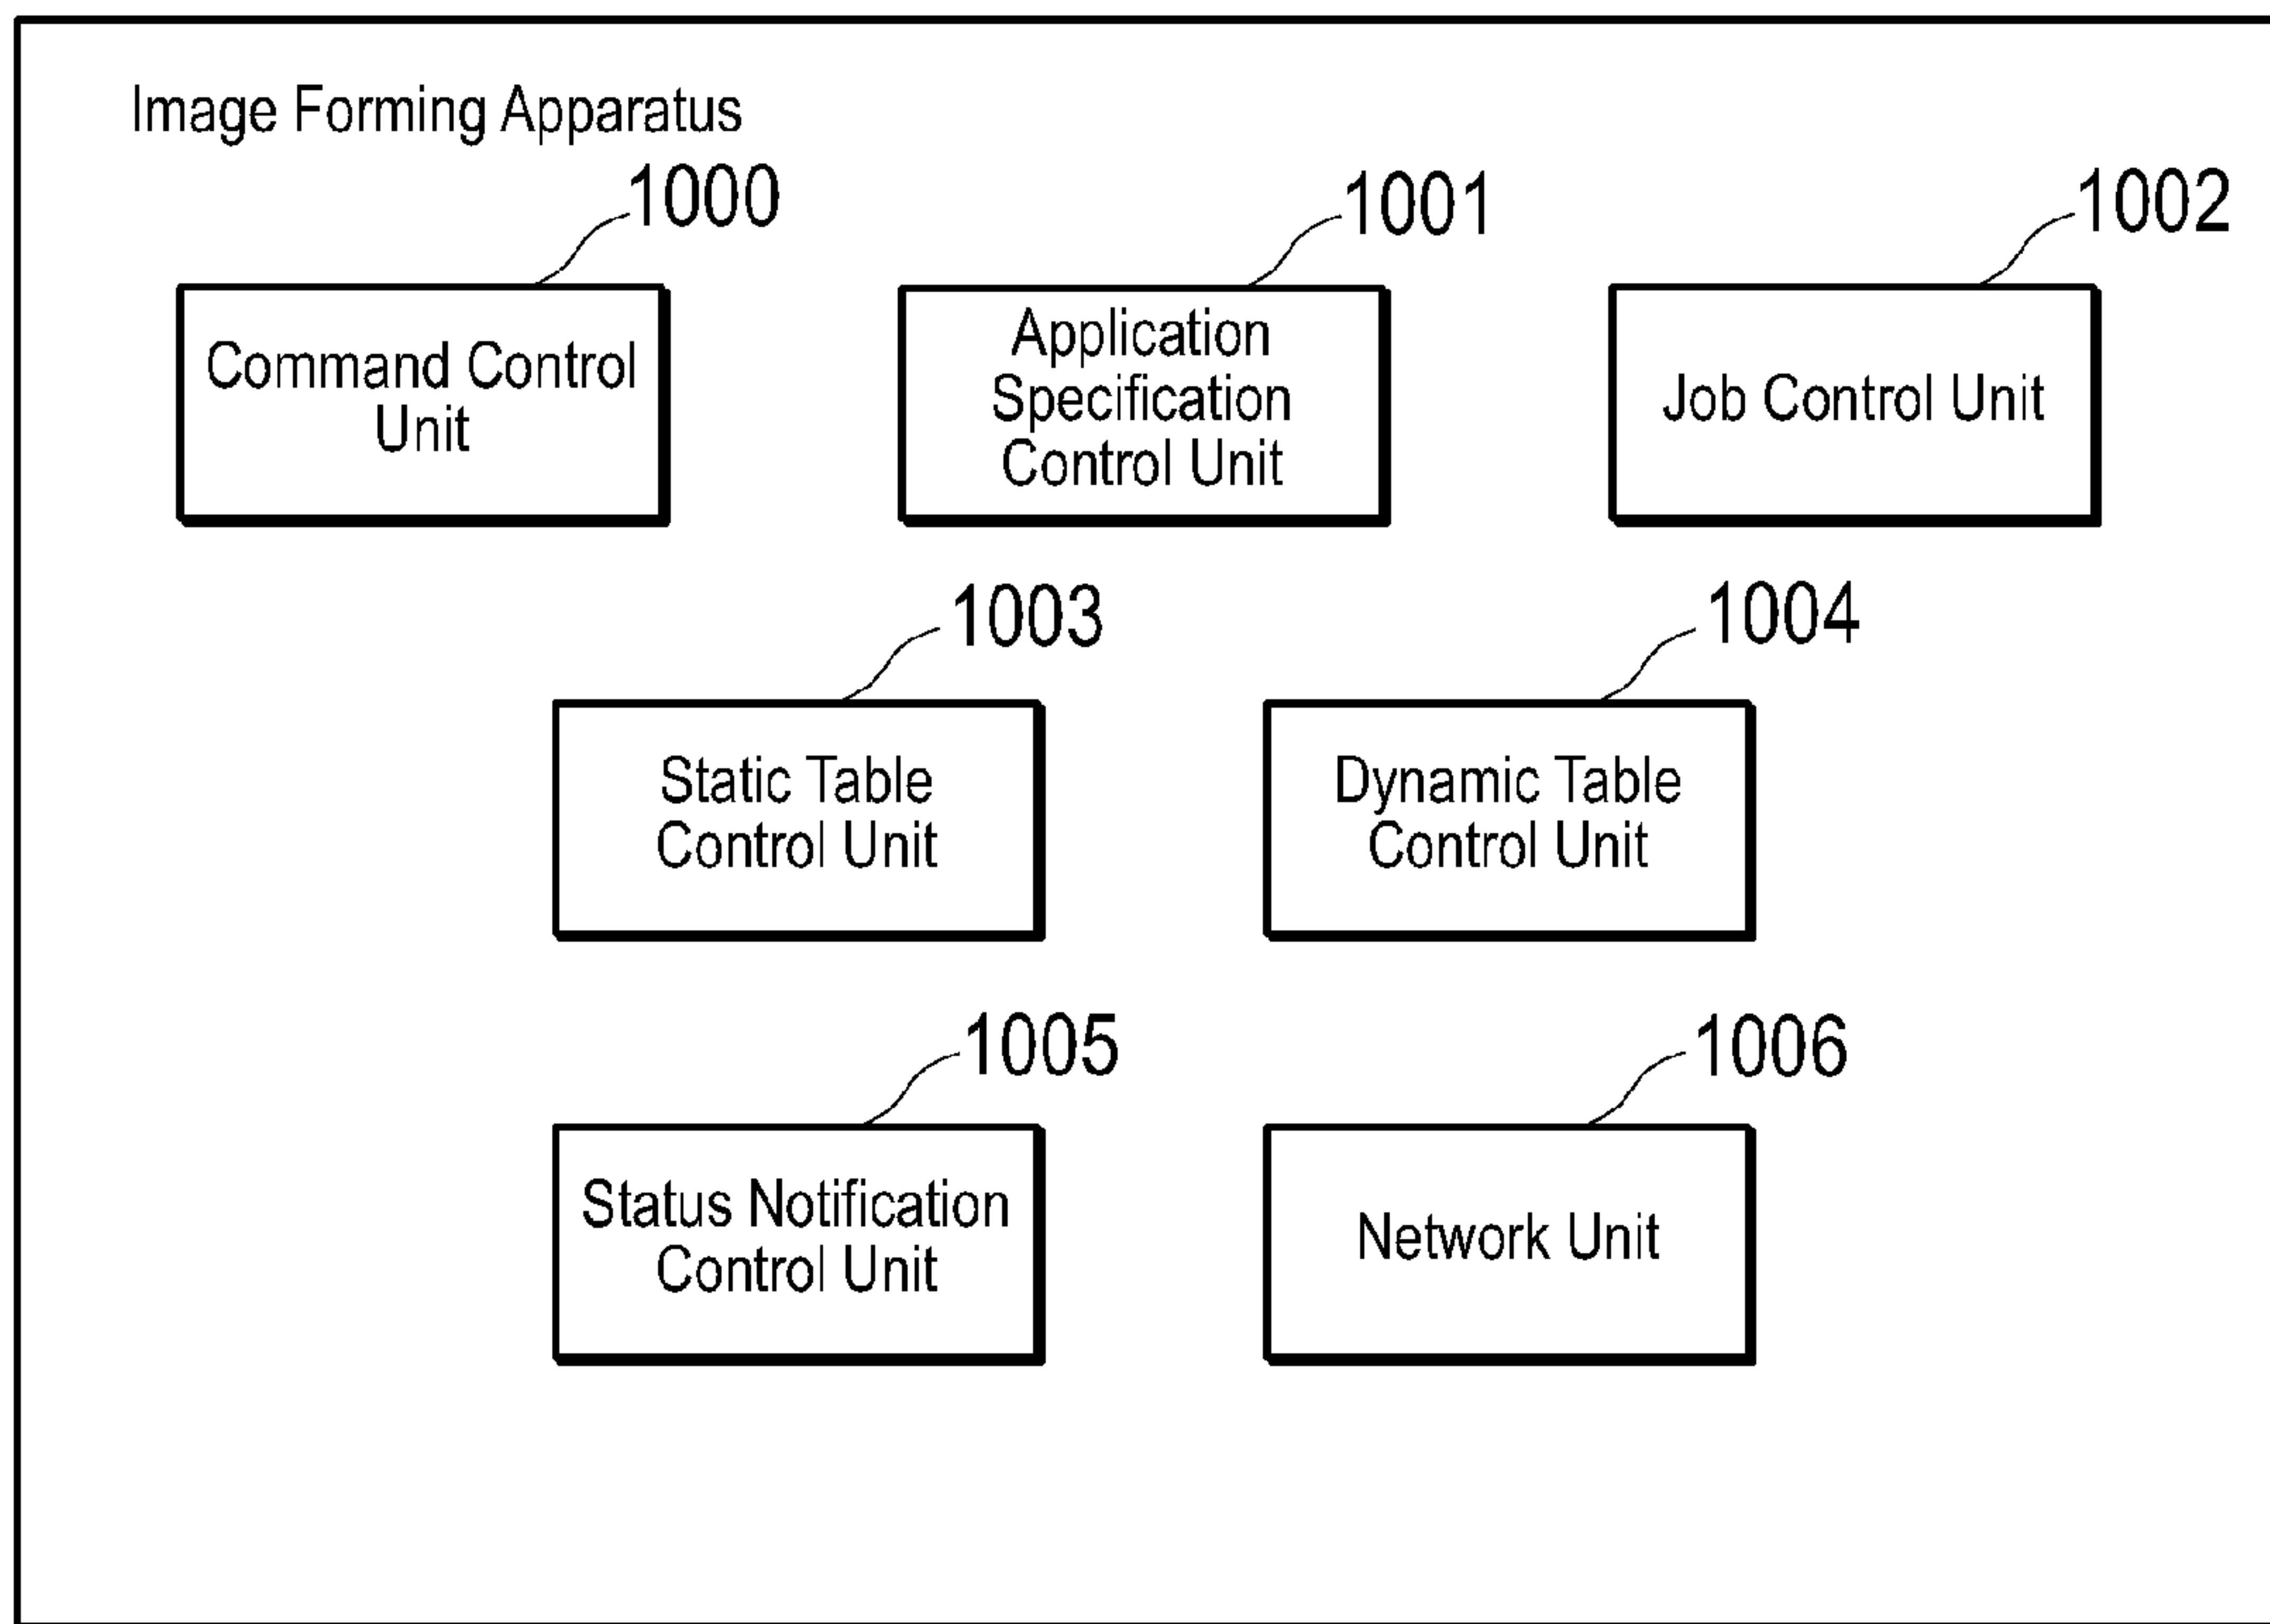 Image Forming Apparatus
1000
Command Control
Unit
1001
Application
Specification
Control Unit
1002
Job Control Unit
1003
Static Table
Control Unit
1004
Dynamic Table
Control Unit
1005
Status Notification
Control Unit
1006
Network Unit